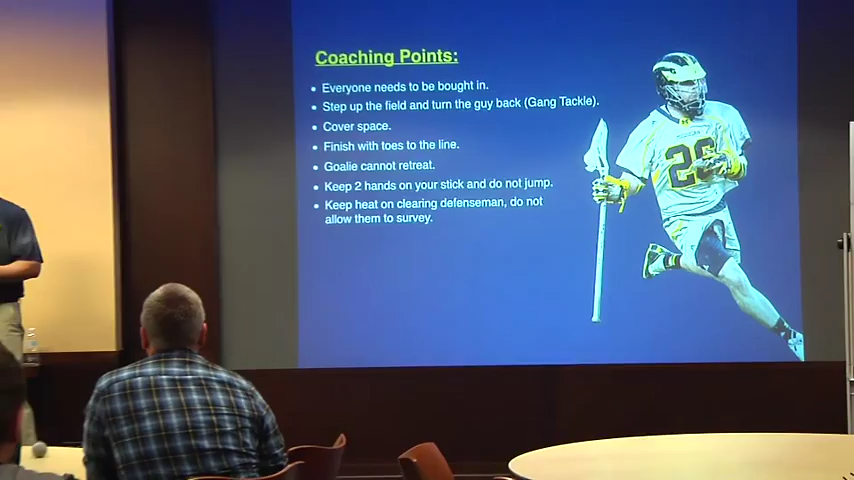 Coaching Points:
• Everyone needs to be bought in.
• Step up the field and turn the guy back (Gang Tackle).
• Cover space.
• Finish with toes to the line.
• Goalie cannot retreat.
• Keep 2 hands on your stick and do not jump.
• Keep heat on clearing defenseman, do not
allow them to survey.
MICHIGAN
26